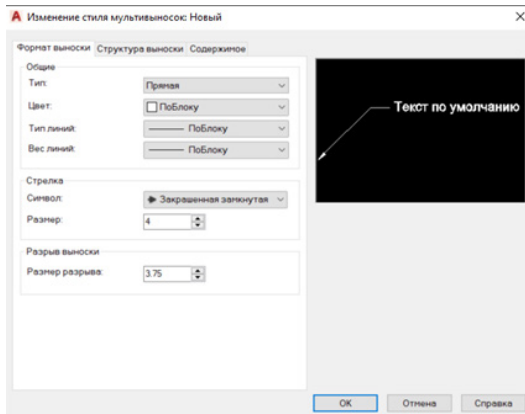 Изменение стиля мультивыносок: Новый
Формат выноски Структура выноски Содержимое
Общие
Тип: Прямая
Цвет: ПоБлоку
Тип линий: ПоБлоку
Вес линий: ПоБлоку
Стрелка
Символ: Закрашенная замкнутая
Размер: 4
Разрыв выноски
Размер разрыва: 3.75
Текст по умолчанию
ОК Отмена Справка